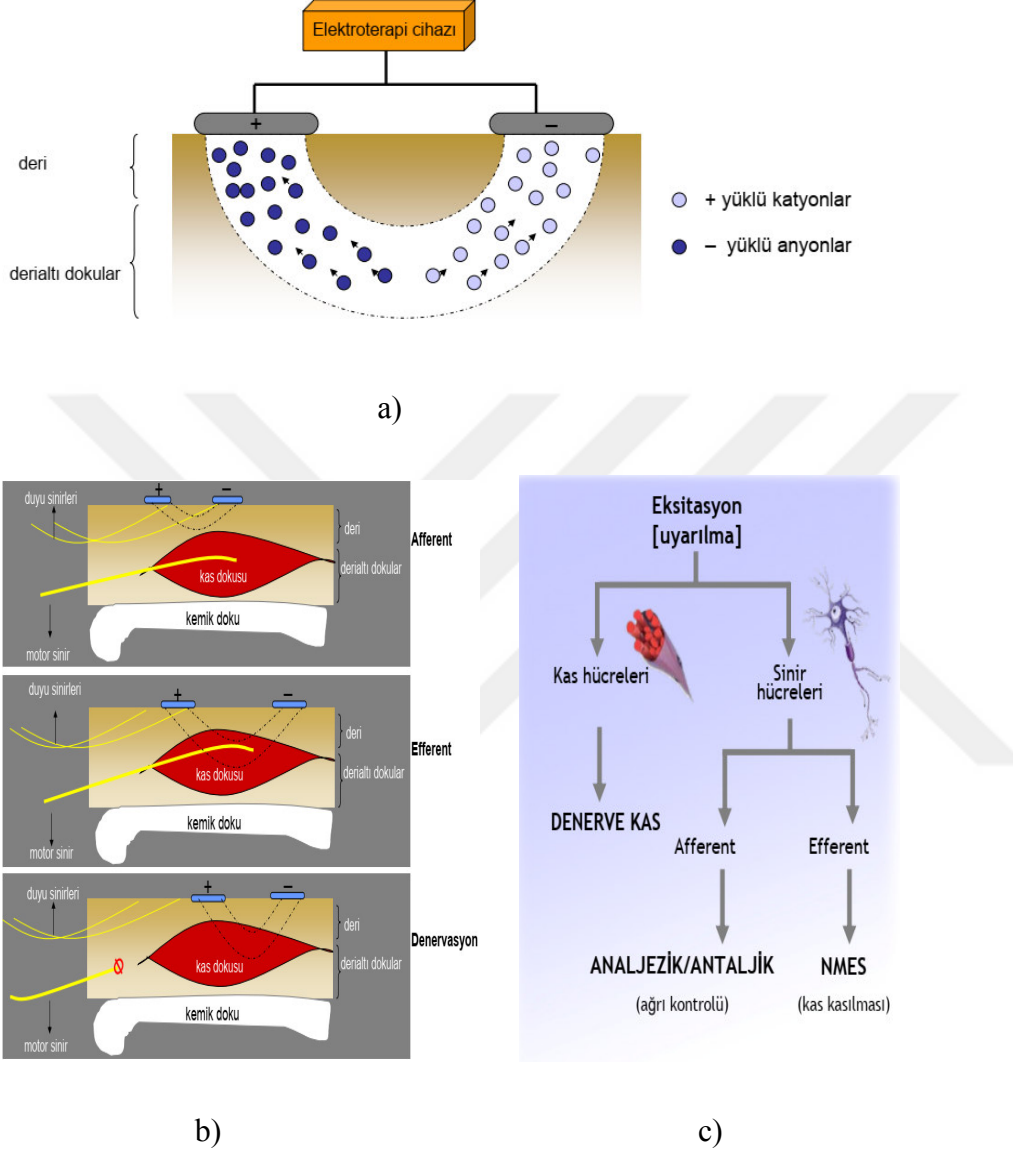 Elektroterapi cihazı
+
−
deri
derialtı dokular
+ yüklü katyonlar
− yüklü anyonlar
a)
+
−
duyu sinirleri
deri
derialtı dokular
Afferent
kas dokusu
kemik doku
motor sinir
duyu sinirleri
+
−
deri
derialtı dokular
Efferent
kas dokusu
kemik doku
motor sinir
duyu sinirleri
+
−
deri
derialtı dokular
Denervasyon
kas dokusu
kemik doku
motor sinir
b)
Eksitasyon
[uyarılma]
Kas hücreleri
Sinir
hücreleri
DENERVE KAS
Afferent
Efferent
ANALJEZİK/ANTALJİK
(ağrı kontrolü)
NMES
(kas kasılması)
c)